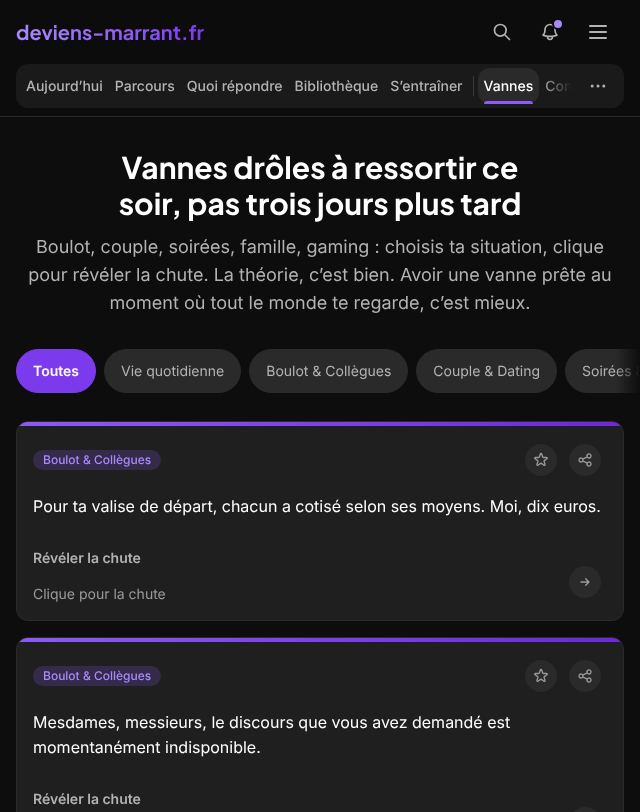 deviens-marrant.fr
Aujourd’hui Parcours Quoi répondre Bibliothèque S’entraîner Vannes
Vannes drôles à ressortir ce
soir, pas trois jours plus tard
Boulot, couple, soirées, famille, gaming : choisis ta situation, clique
pour révéler la chute. La théorie, c’est bien. Avoir une vanne prête au
moment où tout le monde te regarde, c’est mieux.
Toutes Vie quotidienne Boulot & Collègues Couple & Dating Soirées
Boulot & Collègues
Pour ta valise de départ, chacun a cotisé selon ses moyens. Moi, dix euros.
Révéler la chute
Clique pour la chute
Boulot & Collègues
Mesdames, messieurs, le discours que vous avez demandé est
momentanément indisponible.
Révéler la chute